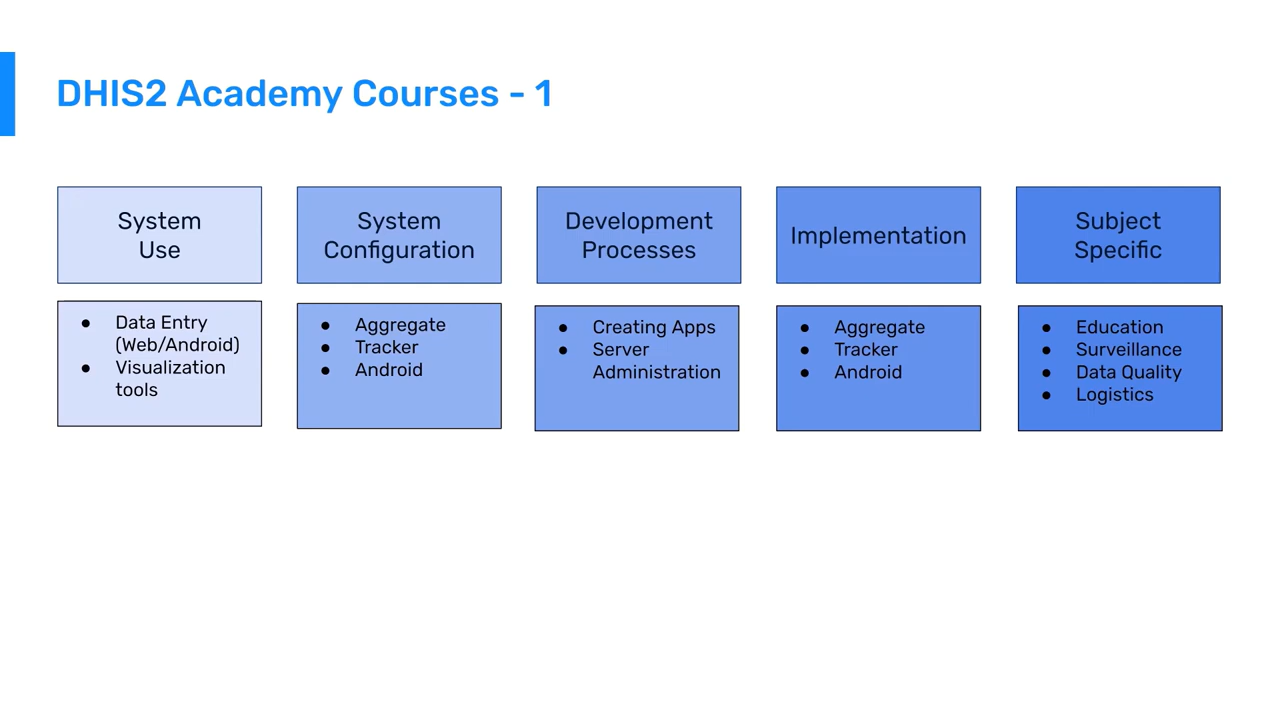 DHIS2 Academy Courses - 1
System
Use
System
Configuration
Development
Processes
Implementation
Subject
Specific
● Data Entry
(Web/Android)
● Visualization
tools
● Aggregate
● Tracker
● Android
● Creating Apps
● Server
Administration
● Aggregate
● Tracker
● Android
● Education
● Surveillance
● Data Quality
● Logistics